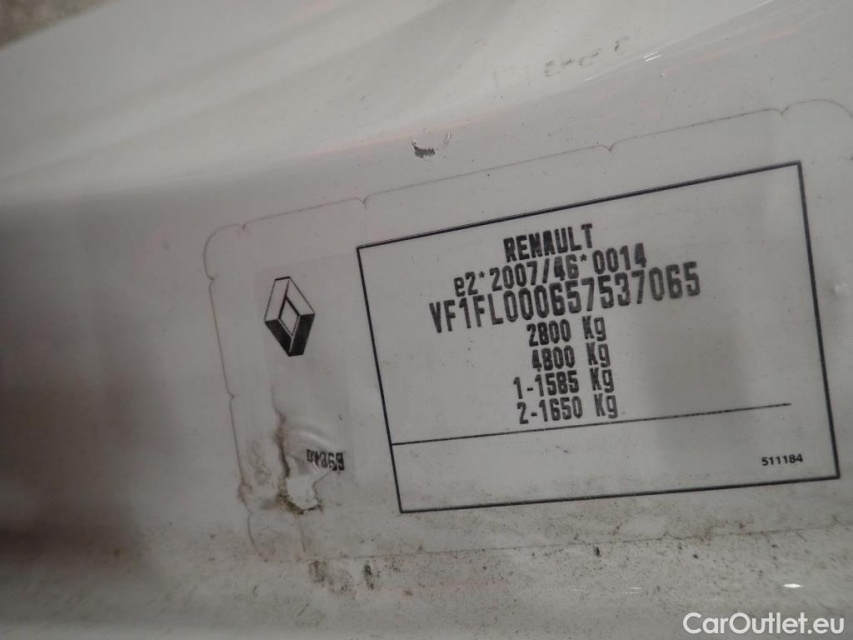 RENAULT
e2*2007/46*0014
VF1FL000657537065
2800 Kg
4800 Kg
1-1585 Kg
2-1650 Kg
511184
CarOutlet.eu